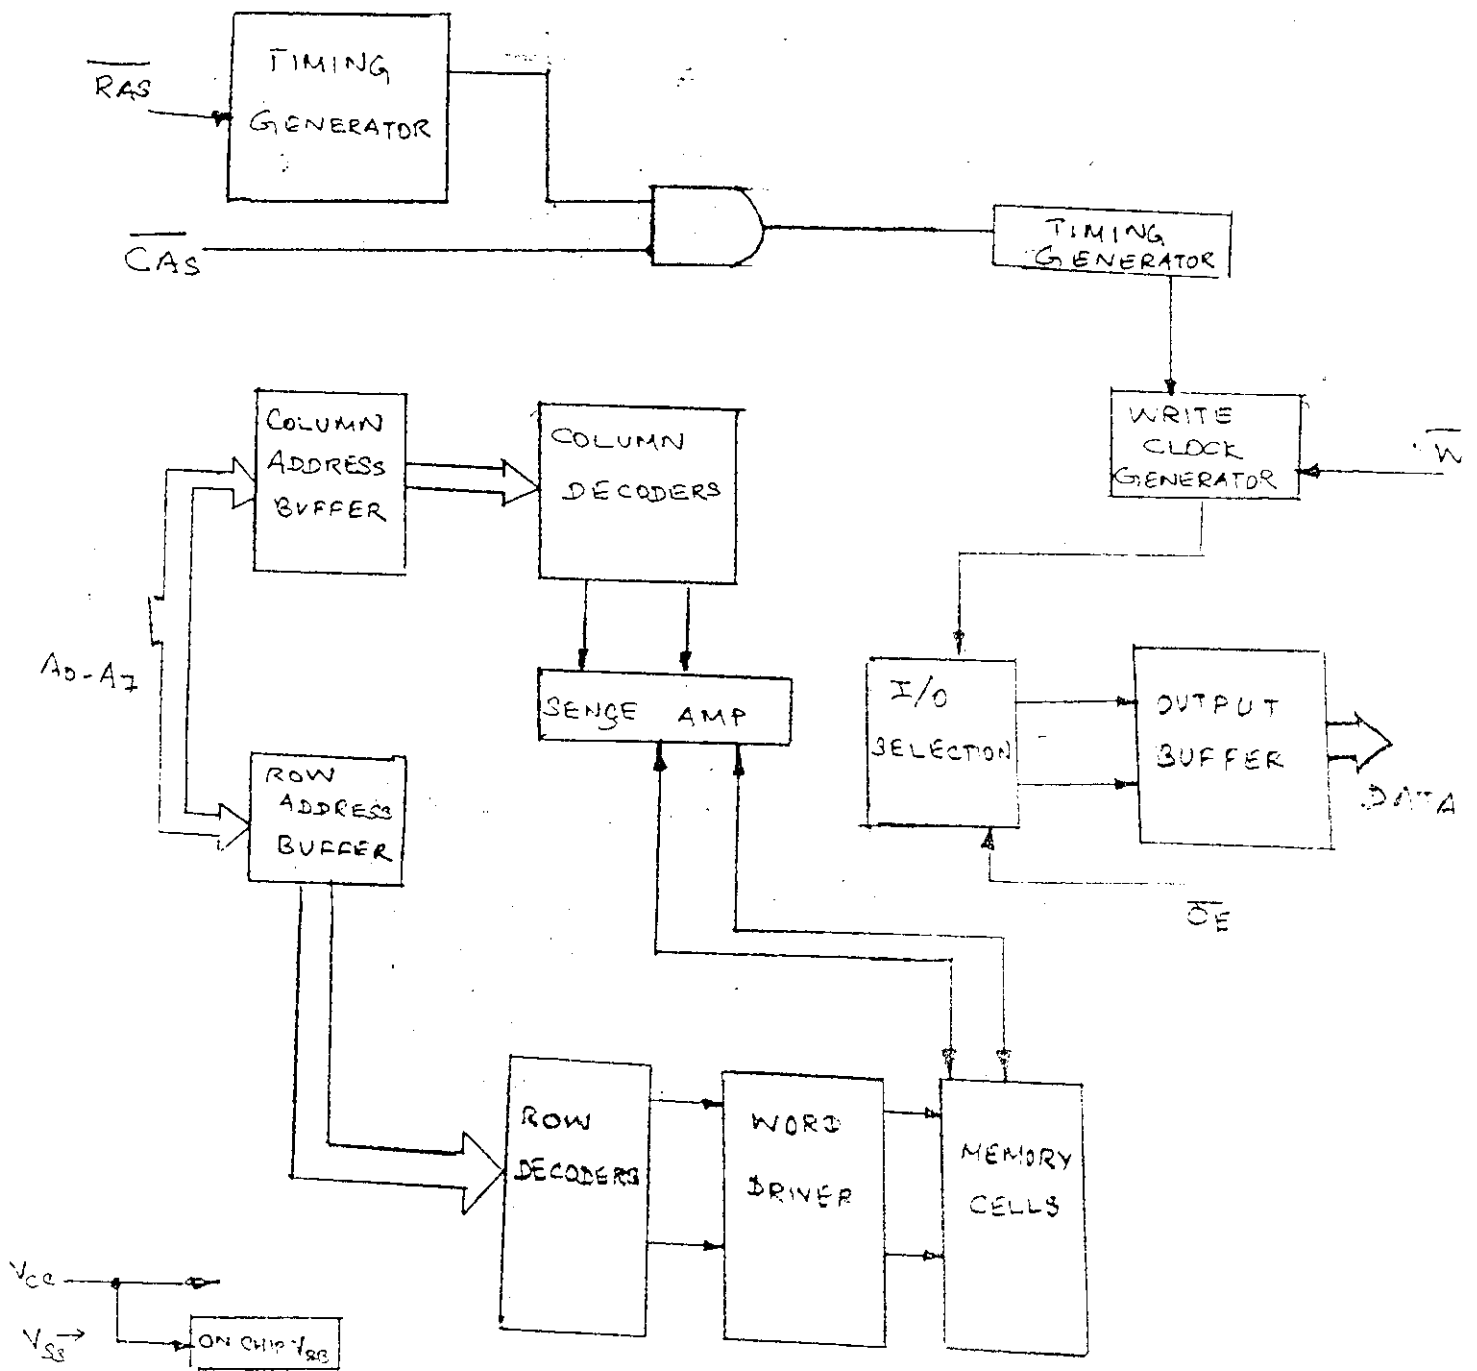 TIMING
GENERATOR
RAS
CAS
TIMING
GENERATOR
COLUMN
ADDRESS
BUFFER
COLUMN
DECODERS
WRITE
CLOCK
GENERATOR
W
A0-A7
SENSE AMP
I/O
SELECTION
OUTPUT
BUFFER
DATA
ROW
ADDRESS
BUFFER
OE
ROW
DECODERS
WORD
DRIVER
MEMORY
CELLS
VCC
VSS
ON CHIP VBB